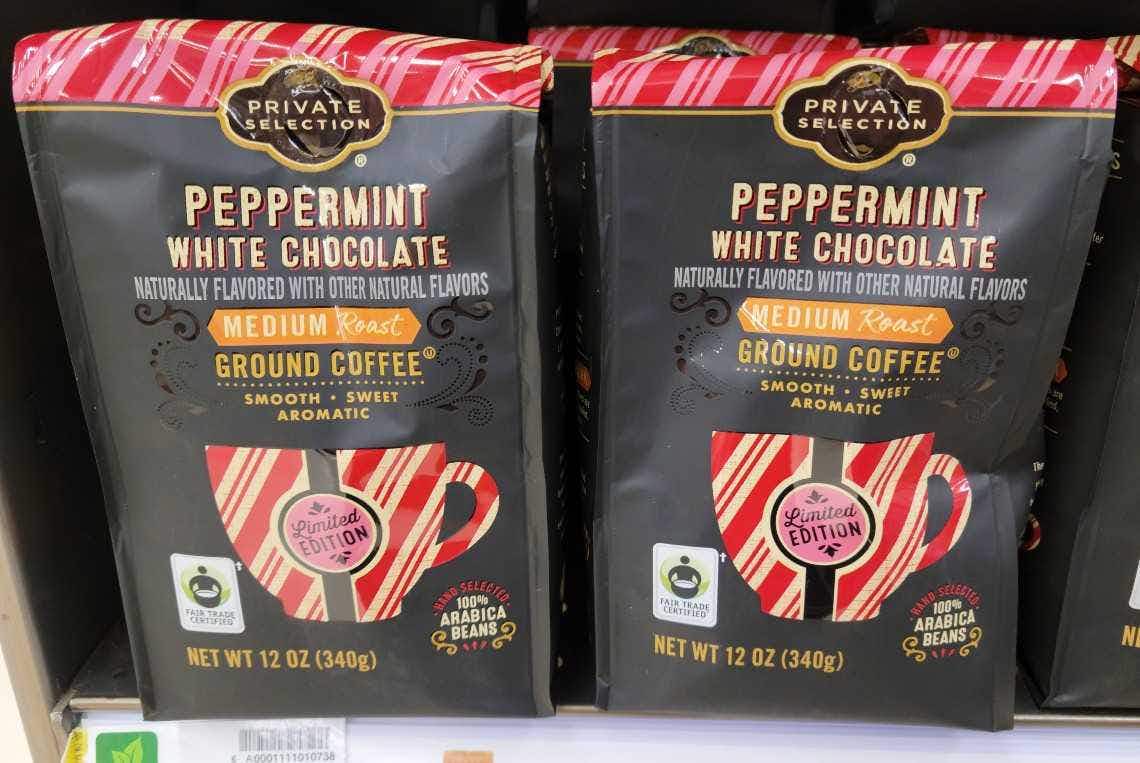 PRIVATE
SELECTION
®
PEPPERMINT
WHITE CHOCOLATE
NATURALLY FLAVORED WITH OTHER NATURAL FLAVORS
MEDIUM Roast
GROUND COFFEE Ⓤ
SMOOTH • SWEET
AROMATIC
Limited
EDITION
FAIR TRADE
CERTIFIED
†
HAND SELECTED
100%
ARABICA
BEANS
NET WT 12 OZ (340g)
PRIVATE
SELECTION
®
PEPPERMINT
WHITE CHOCOLATE
NATURALLY FLAVORED WITH OTHER NATURAL FLAVORS
MEDIUM Roast
GROUND COFFEE Ⓤ
SMOOTH • SWEET
AROMATIC
Limited
EDITION
FAIR TRADE
CERTIFIED
†
HAND SELECTED
100%
ARABICA
BEANS
NET WT 12 OZ (340g)
A0001111010738